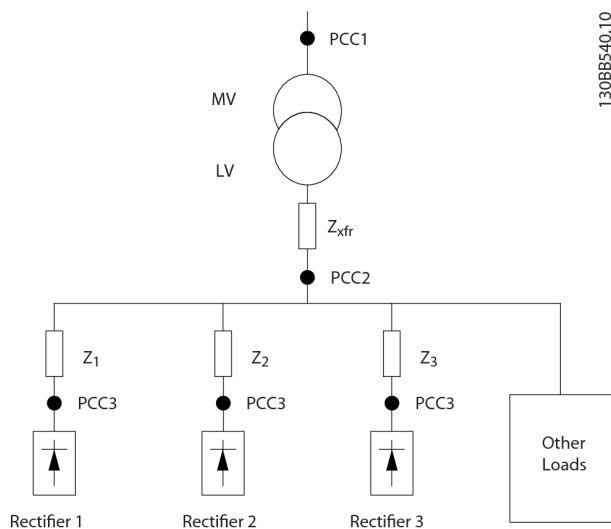 130BB540.10
PCC1
MV
LV
Zxfr
PCC2
Z1
Z2
Z3
PCC3
PCC3
PCC3
Other
Loads
Rectifier 1
Rectifier 2
Rectifier 3